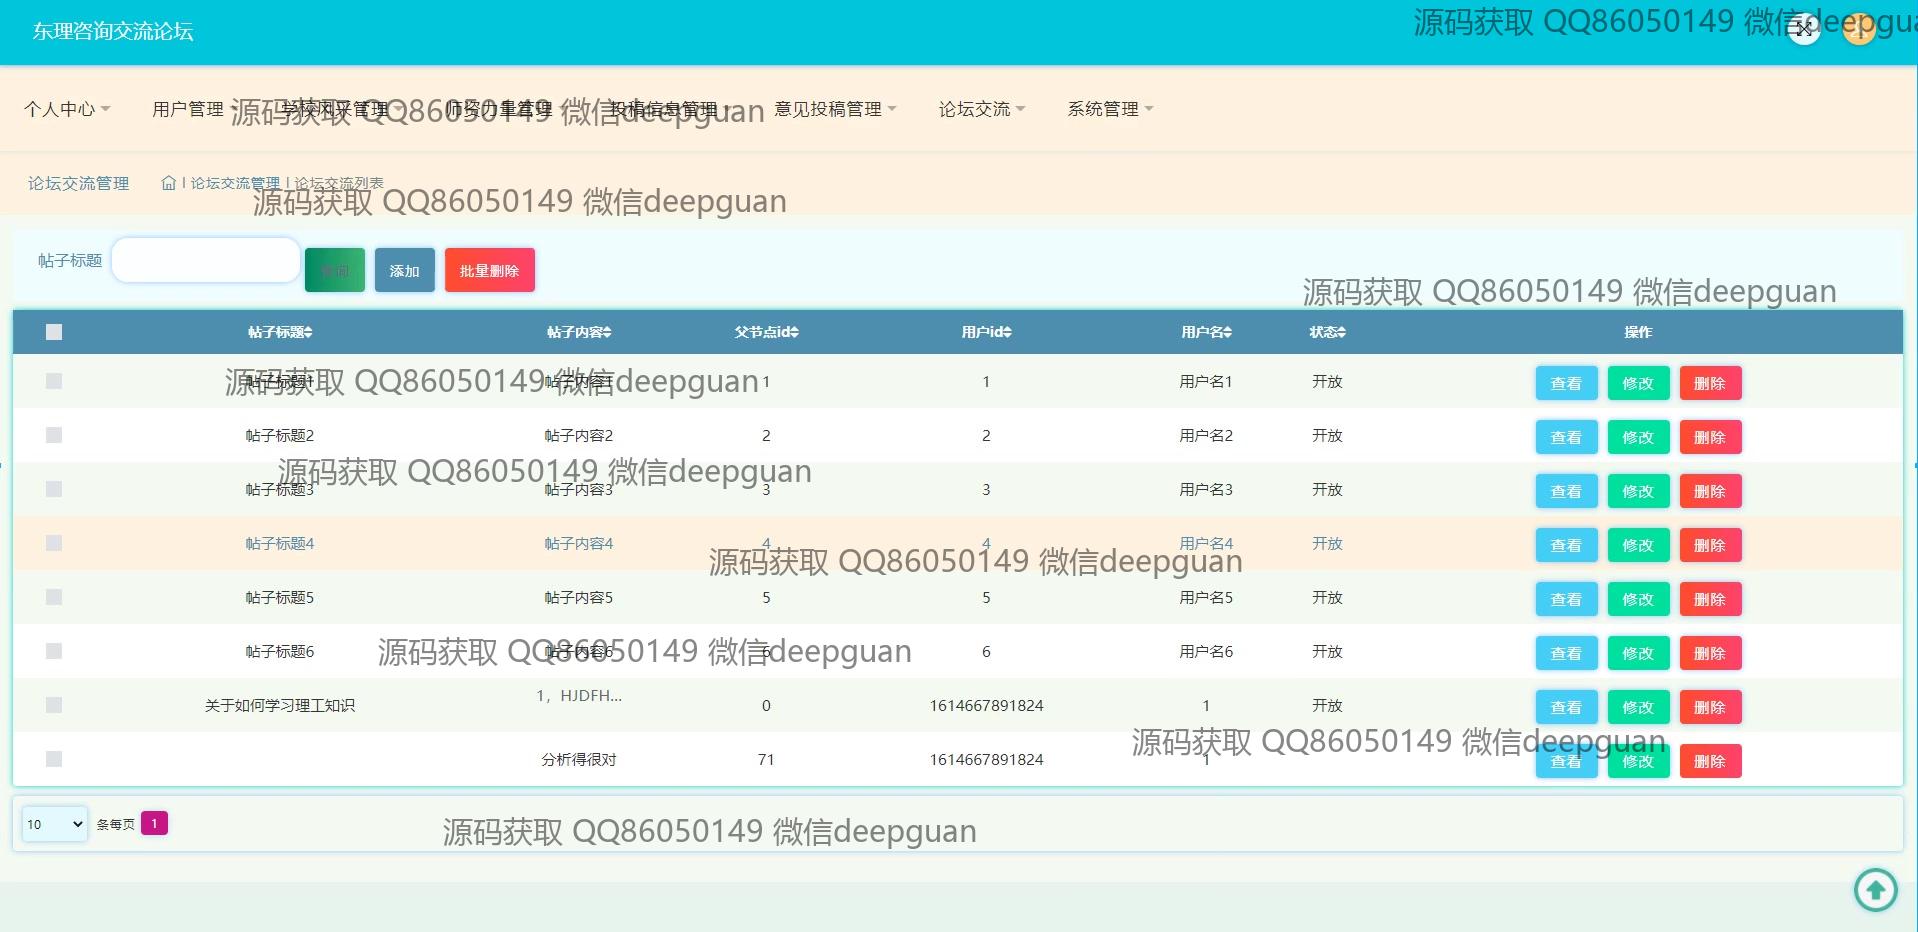 东理咨询交流论坛
源码获取 QQ86050149 微信deepgua
个人中心 用户管理 学校风采管理 师资力量管理 投稿信息管理 意见投稿管理 论坛交流 系统管理
源码获取 QQ86050149 微信deepguan
论坛交流管理 论坛交流管理 论坛交流列表
源码获取 QQ86050149 微信deepguan
帖子标题 查询 添加 批量删除
源码获取 QQ86050149 微信deepguan
帖子标题 帖子内容 父节点id 用户id 用户名 状态 操作
帖子标题1 帖子内容1 1 1 用户名1 开放 查看 修改 删除
源码获取 QQ86050149 微信deepguan
帖子标题2 帖子内容2 2 2 用户名2 开放 查看 修改 删除
源码获取 QQ86050149 微信deepguan
帖子标题3 帖子内容3 3 3 用户名3 开放 查看 修改 删除
帖子标题4 帖子内容4 4 4 用户名4 开放 查看 修改 删除
源码获取 QQ86050149 微信deepguan
帖子标题5 帖子内容5 5 5 用户名5 开放 查看 修改 删除
帖子标题6 帖子内容6 6 6 用户名6 开放 查看 修改 删除
源码获取 QQ86050149 微信deepguan
关于如何学习理工知识 1，HJDFH... 0 1614667891824 1 开放 查看 修改 删除
源码获取 QQ86050149 微信deepguan
分析得很对 71 1614667891824 1 查看 修改 删除
10 条每页 1
源码获取 QQ86050149 微信deepguan